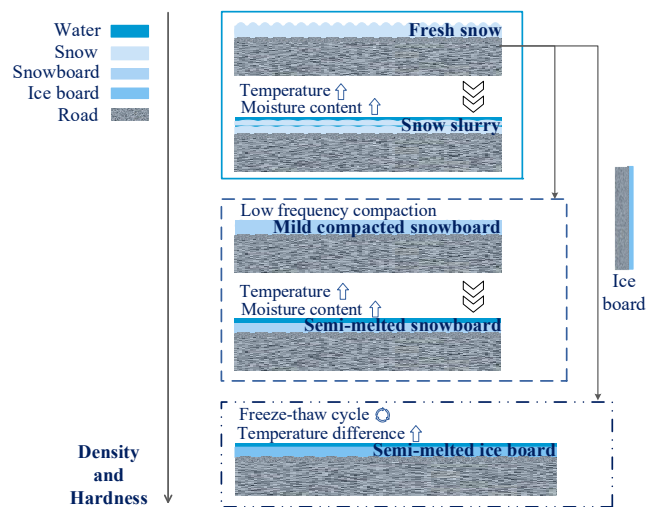 Water
Snow
Snowboard
Ice board
Road
Fresh snow
Temperature
Moisture content
Snow slurry
Low frequency compaction
Mild compacted snowboard
Temperature
Moisture content
Semi-melted snowboard
Ice
board
Freeze-thaw cycle
Temperature difference
Semi-melted ice board
Density
and
Hardness